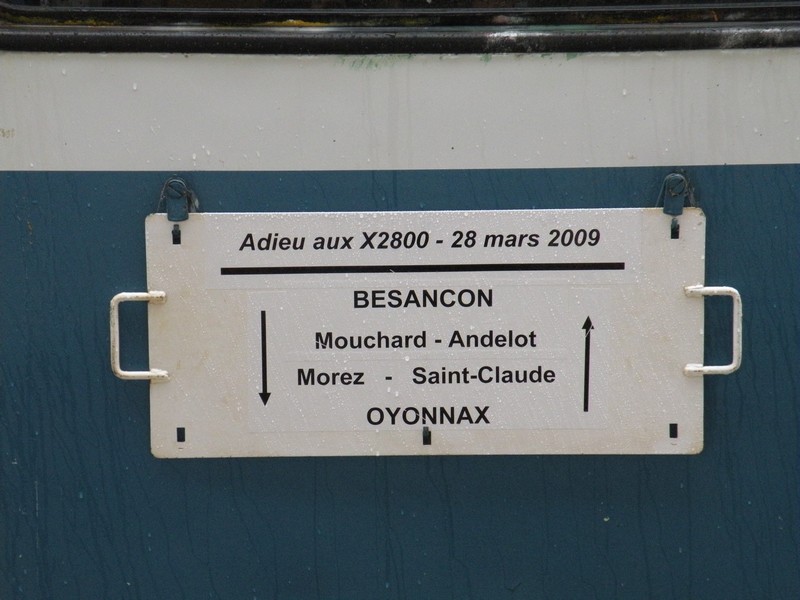 Adieu aux X2800 - 28 mars 2009
BESANCON
Mouchard - Andelot
Morez - Saint-Claude
OYONNAX